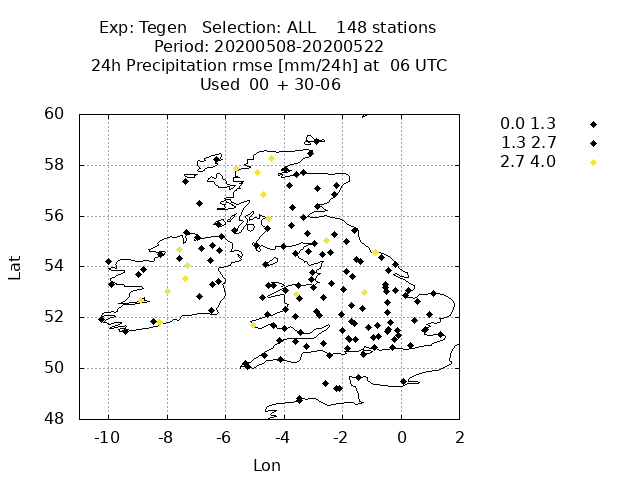 Exp: Tegen Selection: ALL 148 stations
Period: 20200508-20200522
24h Precipitation rmse [mm/24h] at 06 UTC
Used 00 + 30-06
0.0 1.3
1.3 2.7
2.7 4.0
60
58
56
54
52
50
48
Lat
-10 -8 -6 -4 -2 0 2
Lon